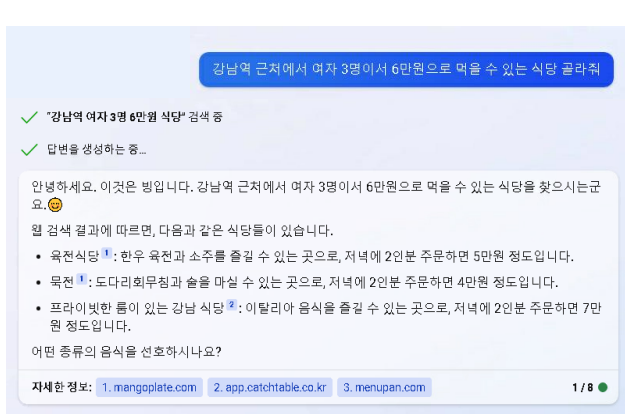 강남역 근처에서 여자 3명이서 6만원으로 먹을 수 있는 식당 골라줘
"강남역 여자 3명 6만원 식당" 검색 중
답변을 생성하는 중...
안녕하세요. 이것은 빙입니다. 강남역 근처에서 여자 3명이서 6만원으로 먹을 수 있는 식당을 찾으시는군
요.😄
웹 검색 결과에 따르면, 다음과 같은 식당들이 있습니다.
• 육전식당 1 : 한우 육전과 소주를 즐길 수 있는 곳으로, 저녁에 2인분 주문하면 5만원 정도입니다.
• 묵전 1 : 도다리회무침과 술을 마실 수 있는 곳으로, 저녁에 2인분 주문하면 4만원 정도입니다.
• 프라이빗한 룸이 있는 강남 식당 2 : 이탈리아 음식을 즐길 수 있는 곳으로, 저녁에 2인분 주문하면 7만
원 정도입니다.
어떤 종류의 음식을 선호하시나요?
자세한 정보: 1. mangoplate.com 2. app.catchtable.co.kr 3. menupan.com 1 / 8